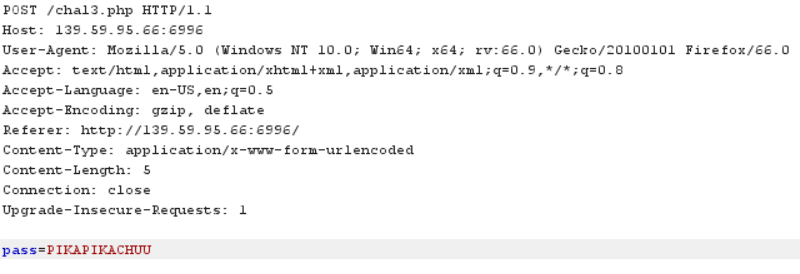 POST /chal3.php HTTP/1.1
Host: 139.59.95.66:6996
User-Agent: Mozilla/5.0 (Windows NT 10.0; Win64; x64; rv:66.0) Gecko/20100101 Firefox/66.0
Accept: text/html,application/xhtml+xml,application/xml;q=0.9,*/*;q=0.8
Accept-Language: en-US,en;q=0.5
Accept-Encoding: gzip, deflate
Referer: http://139.59.95.66:6996/
Content-Type: application/x-www-form-urlencoded
Content-Length: 5
Connection: close
Upgrade-Insecure-Requests: 1
pass=PIKAPIKACHUU